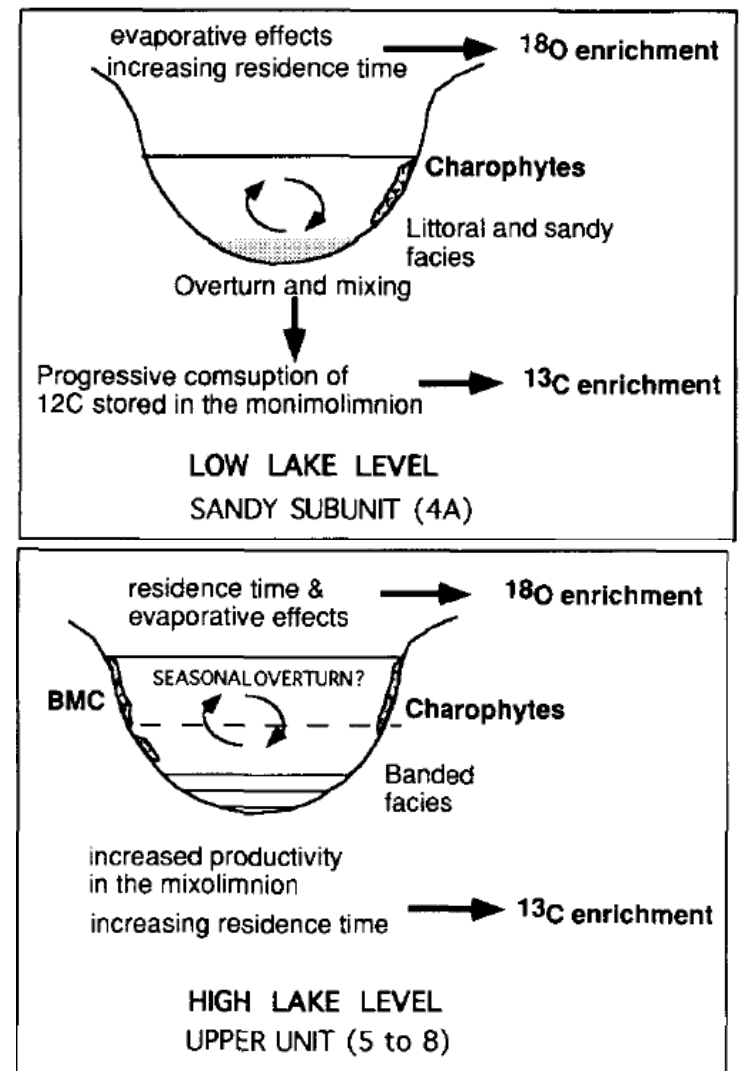 evaporative effects
increasing residence time
18O enrichment
Charophytes
Littoral and sandy
facies
Overturn and mixing
Progressive comsuption of
12C stored in the monimolimnion
13C enrichment
LOW LAKE LEVEL
SANDY SUBUNIT (4A)
residence time &
evaporative effects
18O enrichment
SEASONAL OVERTURN?
BMC
Charophytes
Banded
facies
increased productivity
in the mixolimnion
increasing residence time
13C enrichment
HIGH LAKE LEVEL
UPPER UNIT (5 to 8)